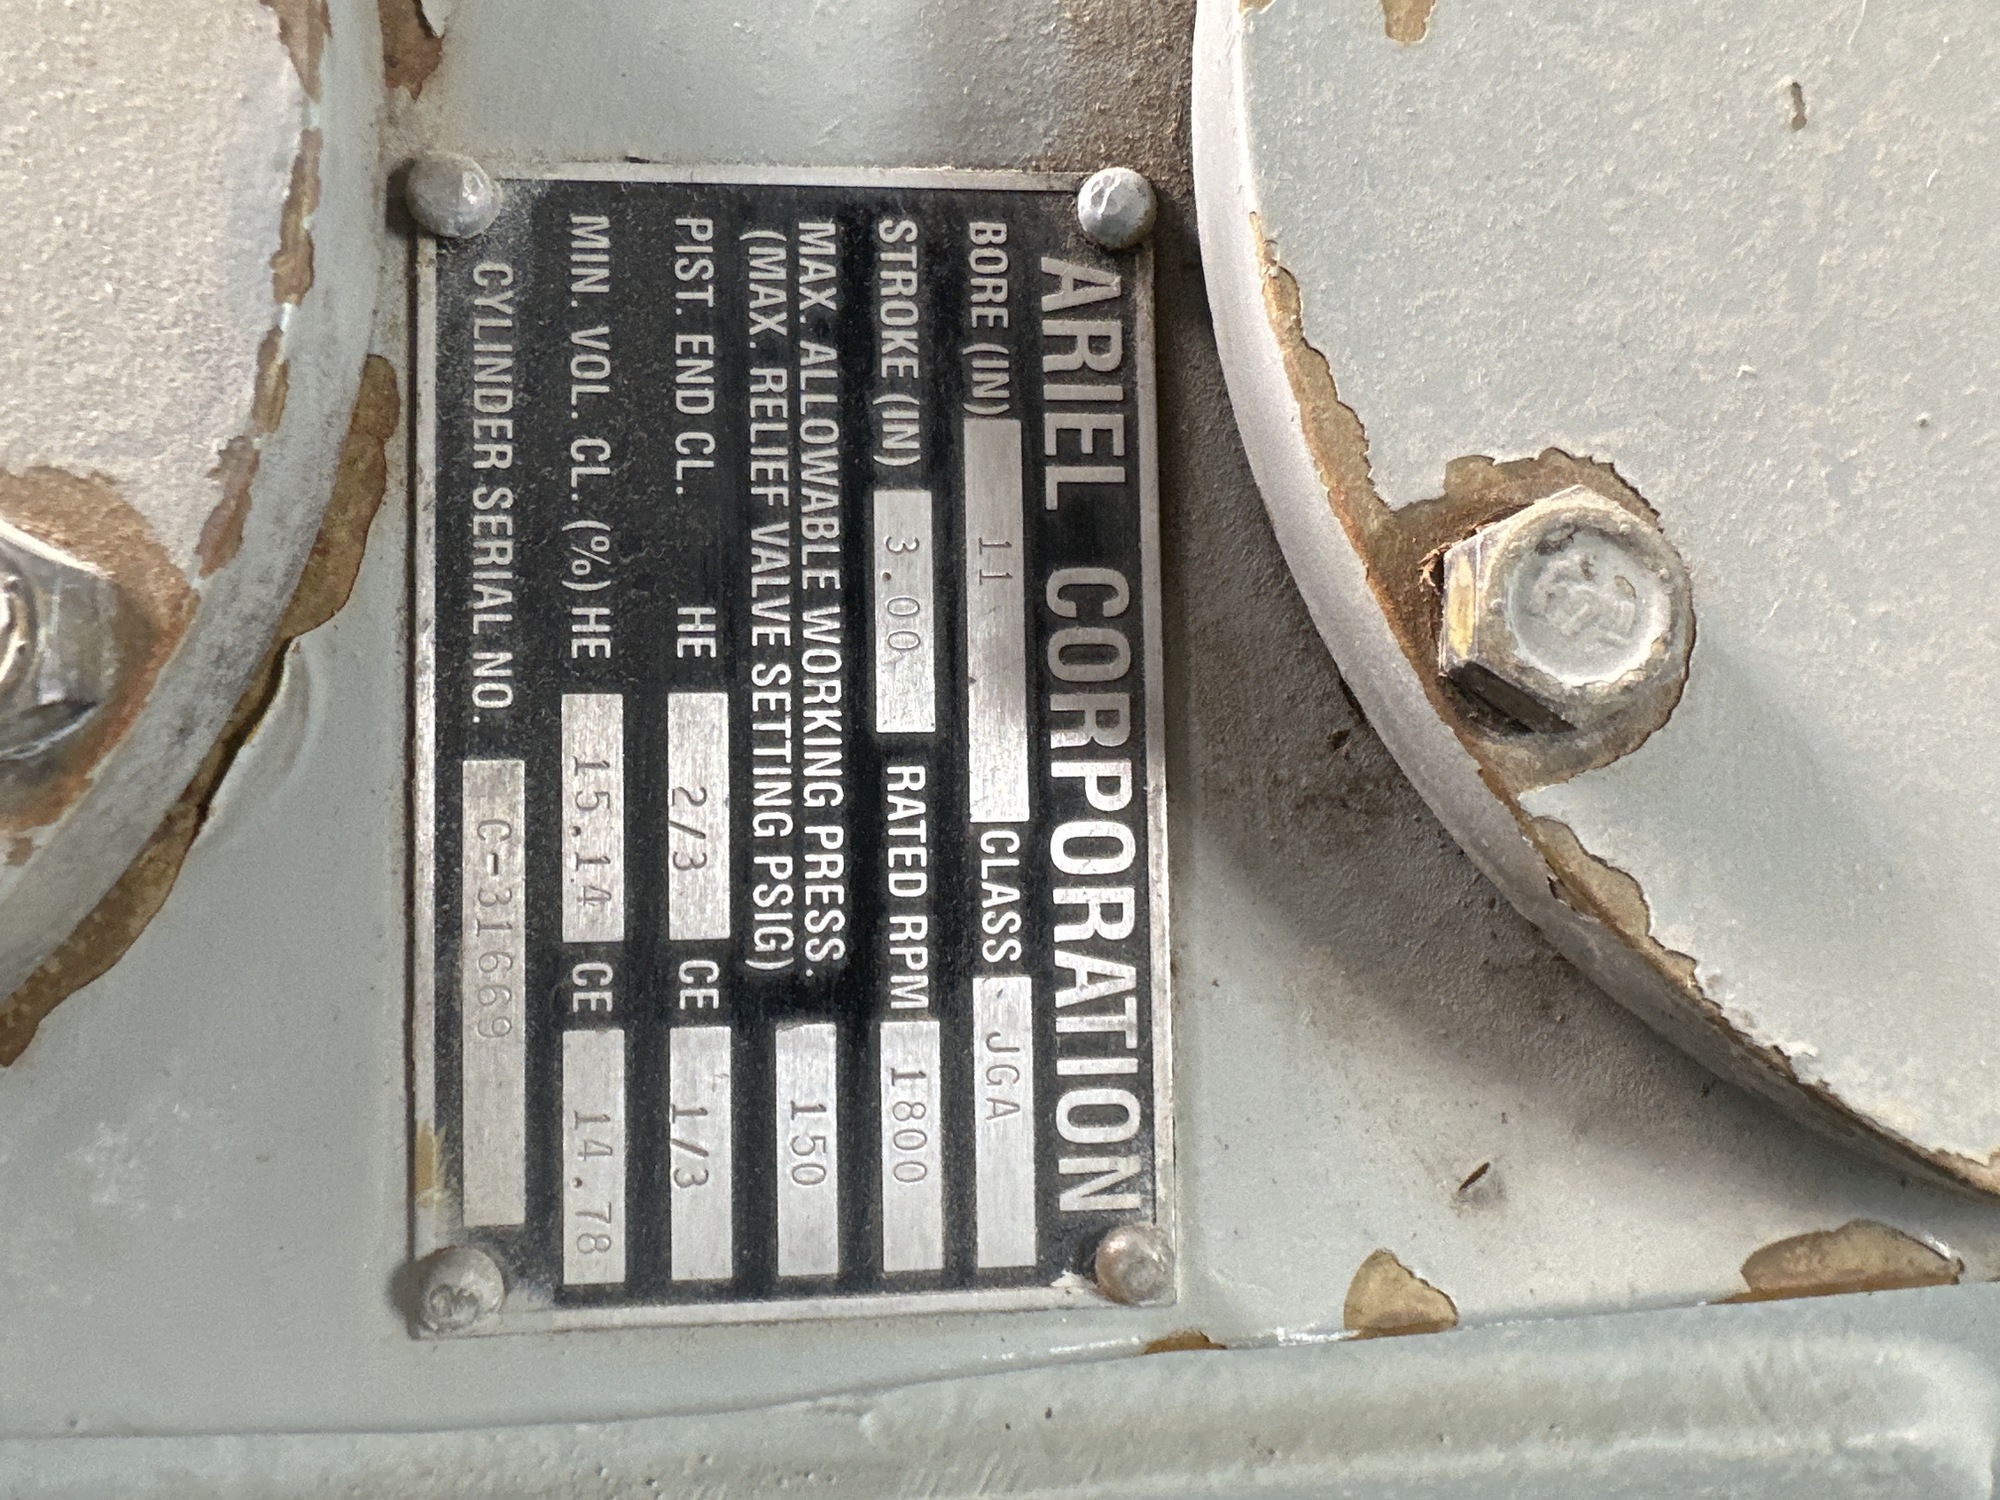 ARIEL CORPORATION
BORE (IN) 11 CLASS JGA
STROKE (IN) 3.00 RATED RPM 1800
MAX. ALLOWABLE WORKING PRESS.
(MAX. RELIEF VALVE SETTING PSIG) 150
PIST. END CL. HE 2/3 CE 1/3
MIN. VOL. CL. (%) HE 15.14 CE 14.78
CYLINDER SERIAL NO. C-31669